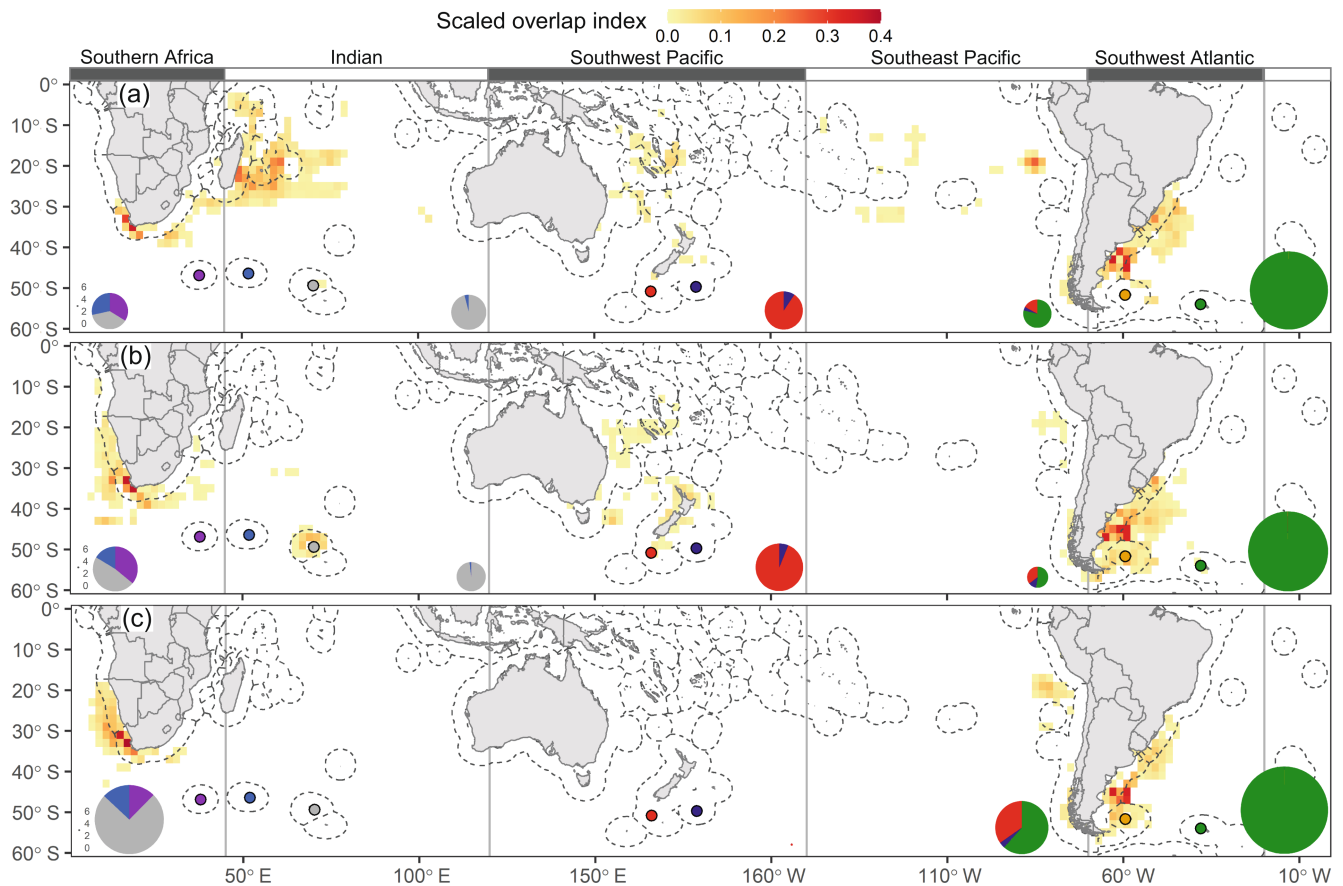 Scaled overlap index
0.0 0.1 0.2 0.3 0.4
Southern Africa Indian Southwest Pacific Southeast Pacific Southwest Atlantic
(a)
0° S
10° S
20° S
30° S
40° S
50° S
60° S
6
4
2
0
(b)
0° S
10° S
20° S
30° S
40° S
50° S
60° S
6
2
0
(c)
0° S
10° S
20° S
30° S
40° S
50° S
60° S
6
4
2
0
50° E 100° E 150° E 160° W 110° W 60° W 10° W